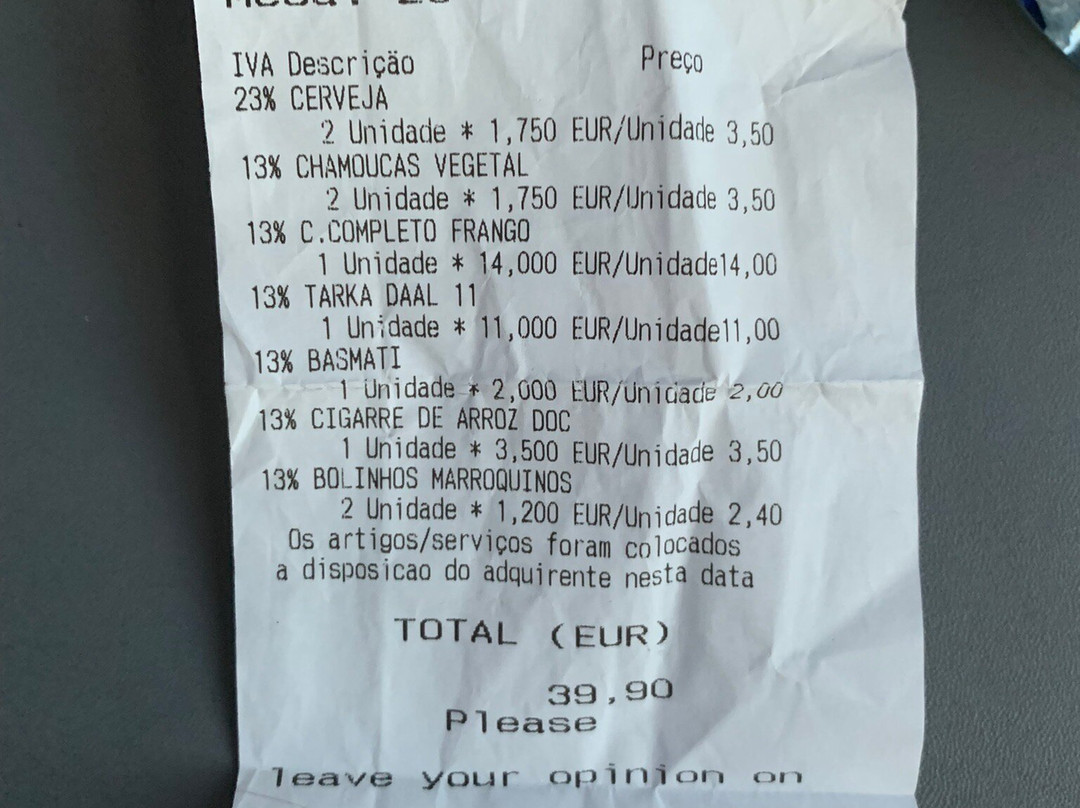 IVA Descrição Preço
23% CERVEJA
2 Unidade * 1,750 EUR/Unidade 3,50
13% CHAMOUCAS VEGETAL
2 Unidade * 1,750 EUR/Unidade 3,50
13% C.COMPLETO FRANGO
1 Unidade * 14,000 EUR/Unidade14,00
13% TARKA DAAL 11
1 Unidade * 11,000 EUR/Unidade11,00
13% BASMATI
1 Unidade * 2,000 EUR/Unidade 2,00
13% CIGARRE DE ARROZ DOC
1 Unidade * 3,500 EUR/Unidade 3,50
13% BOLINHOS MARROQUINOS
2 Unidade * 1,200 EUR/Unidade 2,40
Os artigos/serviços foram colocados
a disposicao do adquirente nesta data
TOTAL (EUR)
39,90
Please
leave your opinion on